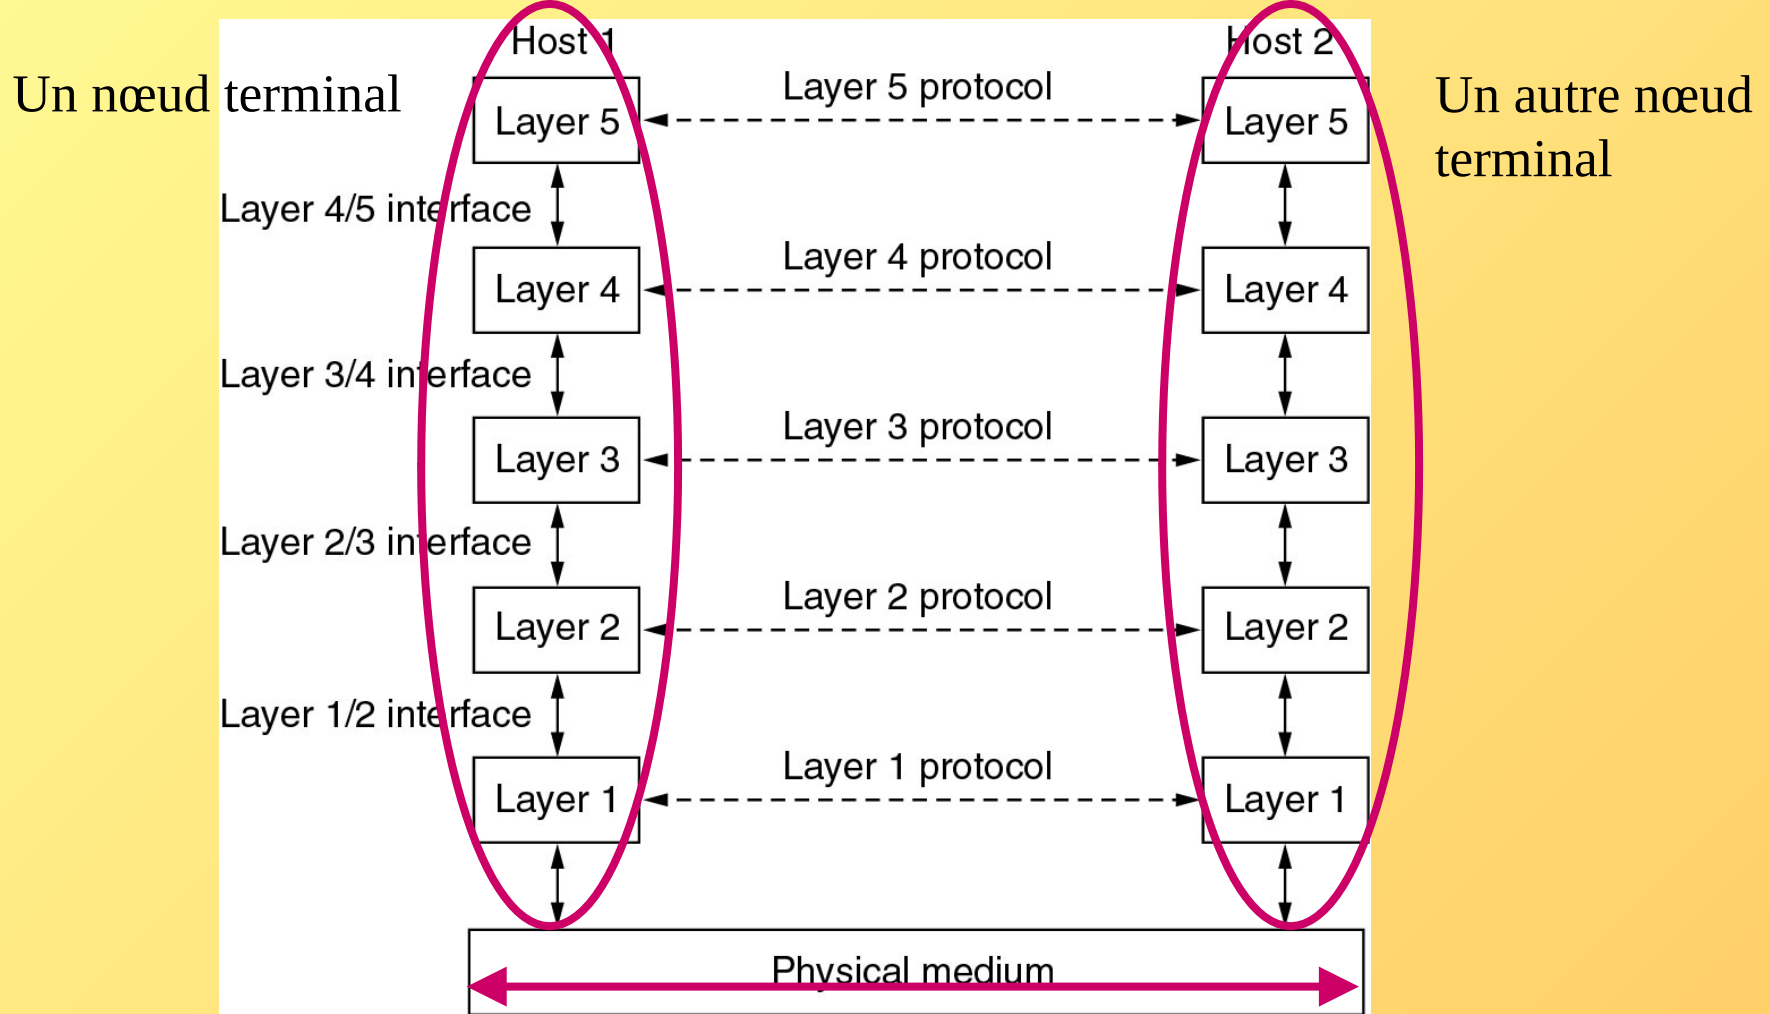 Host 1
Host 2
Un nœud terminal
Un autre nœud
terminal
Layer 5 protocol
Layer 5
Layer 5
Layer 4/5 interface
Layer 4 protocol
Layer 4
Layer 4
Layer 3/4 interface
Layer 3 protocol
Layer 3
Layer 3
Layer 2/3 interface
Layer 2 protocol
Layer 2
Layer 2
Layer 1/2 interface
Layer 1 protocol
Layer 1
Layer 1
Physical medium